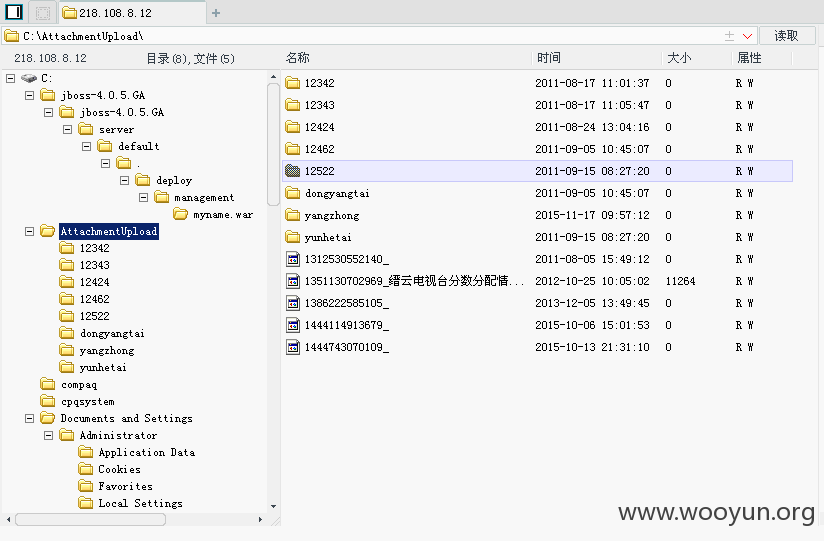 218.108.8.12
C:\AttachmentUpload\ 读取
218.108.8.12 目录(8),文件(5) 名称 时间 大小 属性
C:
jboss-4.0.5.GA
jboss-4.0.5.GA
server
default
.
deploy
management
myname.war
AttachmentUpload
12342
12343
12424
12462
12522
dongyangtai
yangzhong
yunhetai
compaq
cpqsystem
Documents and Settings
Administrator
Application Data
Cookies
Favorites
Local Settings
12342 2011-08-17 11:01:37 0 R W
12343 2011-08-17 11:05:47 0 R W
12424 2011-08-24 13:04:16 0 R W
12462 2011-09-05 10:45:07 0 R W
12522 2011-09-15 08:27:20 0 R W
dongyangtai 2011-09-05 10:45:07 0 R W
yangzhong 2015-11-17 09:57:12 0 R W
yunhetai 2011-09-15 08:27:20 0 R W
1312530552140_ 2011-08-05 15:49:12 0 R W
1351130702969_缙云电视台分数分配情... 2012-10-25 10:05:02 11264 R W
1386222585105_ 2013-12-05 13:49:45 0 R W
1444114913679_ 2015-10-06 15:01:53 0 R W
1444743070109_ 2015-10-13 21:31:10 0 R W
www.wooyun.org